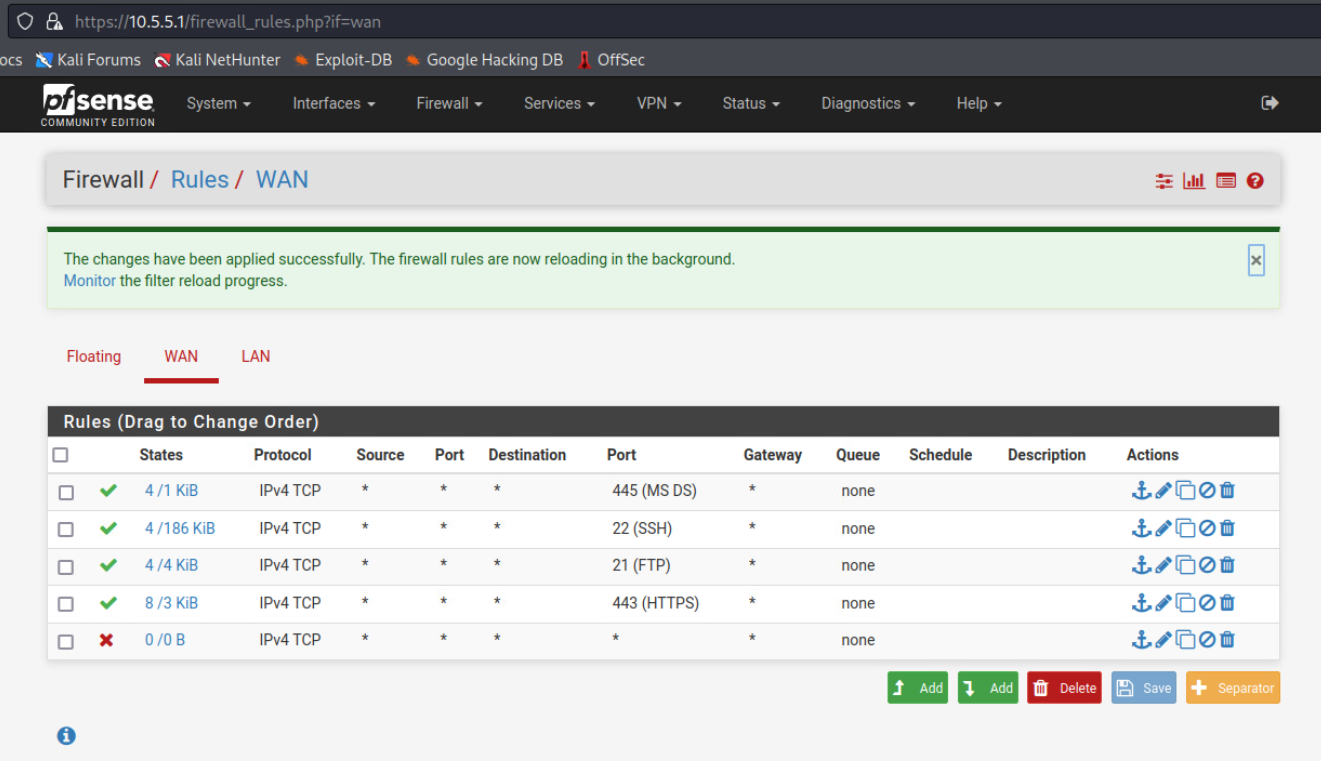 https://10.5.5.1/firewall_rules.php?if=wan
ocs Kali Forums Kali NetHunter Exploit-DB Google Hacking DB OffSec
pfsense System Interfaces Firewall Services VPN Status Diagnostics Help
COMMUNITY EDITION
Firewall / Rules / WAN
The changes have been applied successfully. The firewall rules are now reloading in the background.
Monitor the filter reload progress.
Floating WAN LAN
Rules (Drag to Change Order)
States Protocol Source Port Destination Port Gateway Queue Schedule Description Actions
4 /1 KiB IPv4 TCP * * * 445 (MS DS) * none
4 /186 KiB IPv4 TCP * * * 22 (SSH) * none
4 /4 KiB IPv4 TCP * * * 21 (FTP) * none
8 /3 KiB IPv4 TCP * * * 443 (HTTPS) * none
0 /0 B IPv4 TCP * * * * * none
Add Add Delete Save Separator